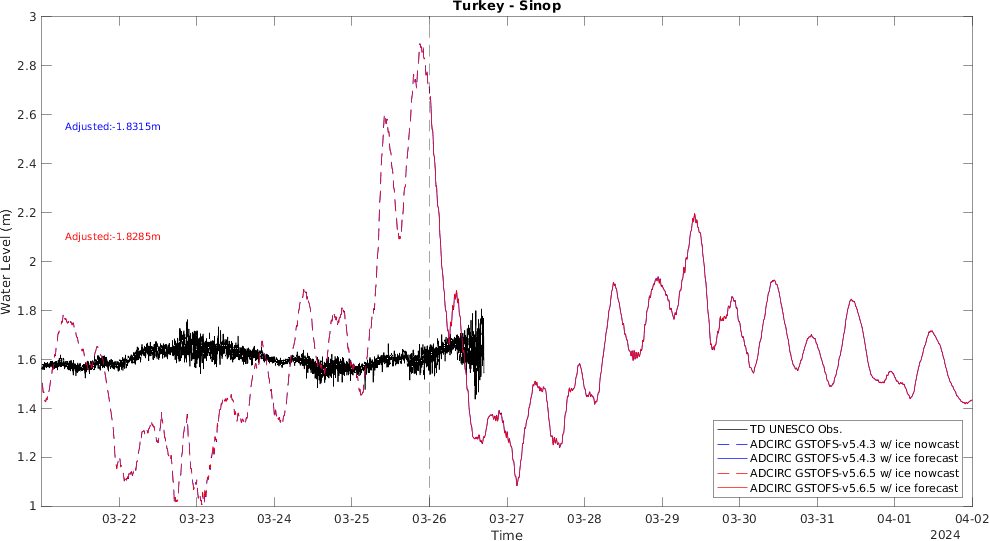 Turkey - Sinop
3
2.8
2.6
2.4
2.2
2
1.8
1.6
1.4
1.2
1
Water Level (m)
Adjusted:-1.8315m
Adjusted:-1.8285m
TD UNESCO Obs.
ADCIRC GSTOFS-v5.4.3 w/ ice nowcast
ADCIRC GSTOFS-v5.4.3 w/ ice forecast
ADCIRC GSTOFS-v5.6.5 w/ ice nowcast
ADCIRC GSTOFS-v5.6.5 w/ ice forecast
03-22 03-23 03-24 03-25 03-26 03-27 03-28 03-29 03-30 03-31 04-01 04-02
Time
2024